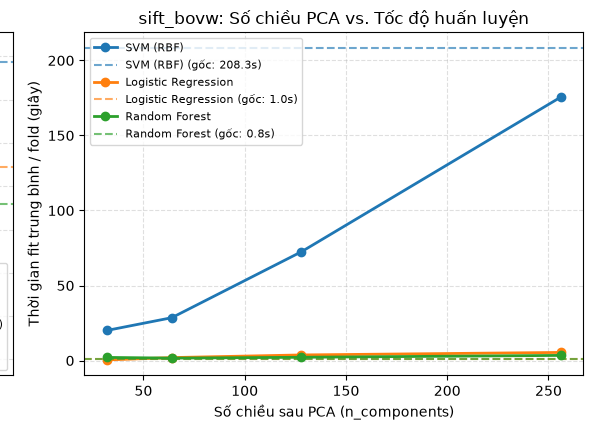 sift_bovw: Số chiều PCA vs. Tốc độ huấn luyện
SVM (RBF)
SVM (RBF) (gốc: 208.3s)
Logistic Regression
Logistic Regression (gốc: 1.0s)
Random Forest
Random Forest (gốc: 0.8s)
Thời gian fit trung bình / fold (giây)
200
150
100
50
0
50
100
150
200
250
Số chiều sau PCA (n_components)
)